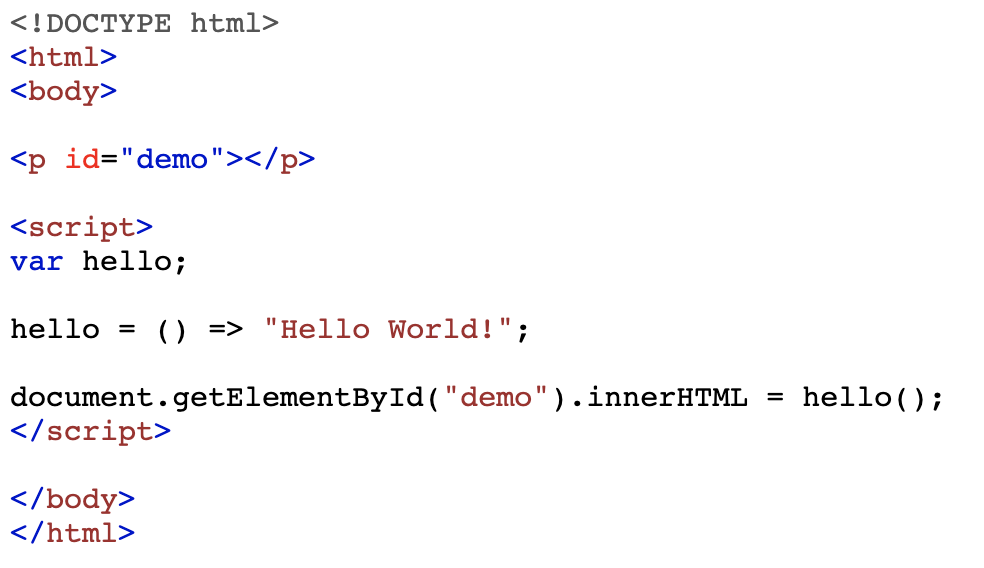 <!DOCTYPE html>
<html>
<body>
<p id="demo"></p>
<script>
var hello;
hello = () => "Hello World!";
document.getElementById("demo").innerHTML = hello();
</script>
</body>
</html>